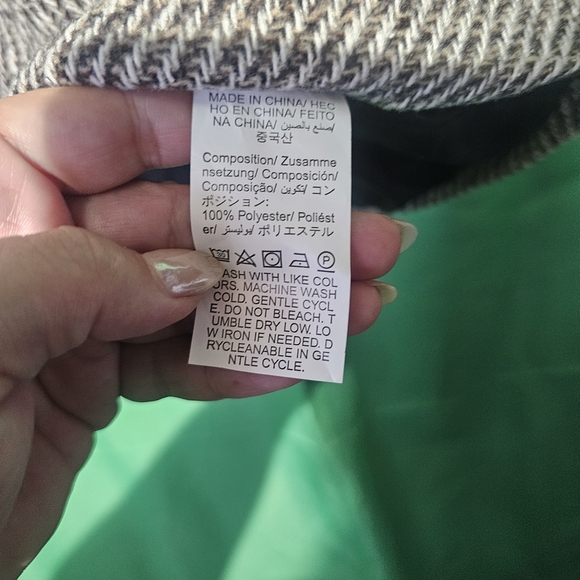 MADE IN CHINA/ HEC
HO EN CHINA/ FEITO
NA CHINA/ صنع بالصين/
중국산
Composition/ Zusamme
nsetzung/ Composición/
Composição/ تكوين/ コン
ポジション:
100% Polyester/ Poliést
er/ بوليستر/ ポリエステル
ASH WITH LIKE COL
ORS. MACHINE WASH
COLD. GENTLE CYCL
E. DO NOT BLEACH. T
UMBLE DRY LOW. LO
W IRON IF NEEDED. D
RYCLEANABLE IN GE
NTLE CYCLE.